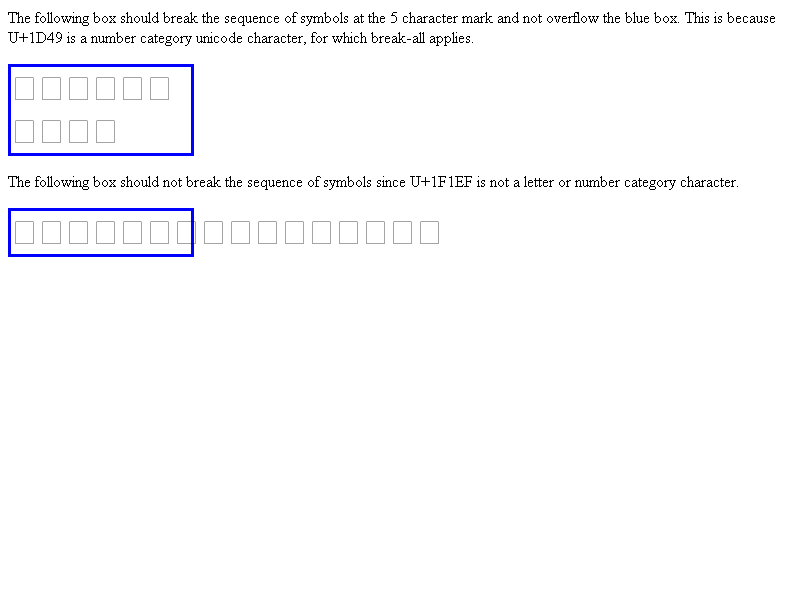 The following box should break the sequence of symbols at the 5 character mark and not overflow the blue box. This is because
U+1D49 is a number category unicode character, for which break-all applies.
The following box should not break the sequence of symbols since U+1F1EF is not a letter or number category character.